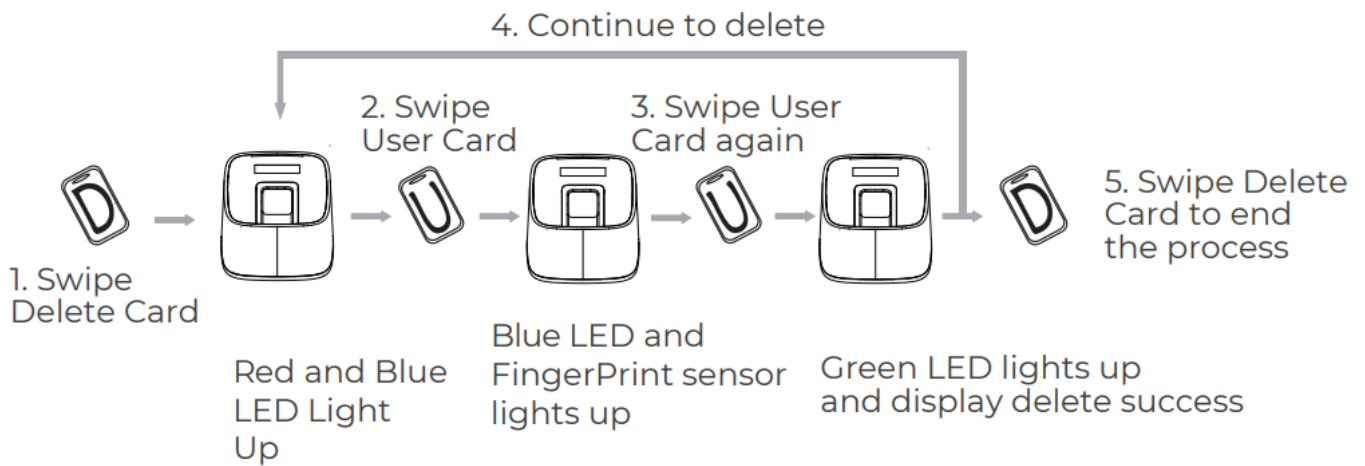 4. Continue to delete
2. Swipe
User Card
3. Swipe User
Card again
D
U
U
D
5. Swipe Delete
Card to end
the process
1. Swipe
Delete Card
Red and Blue
LED Light
Up
Blue LED and
FingerPrint sensor
lights up
Green LED lights up
and display delete success